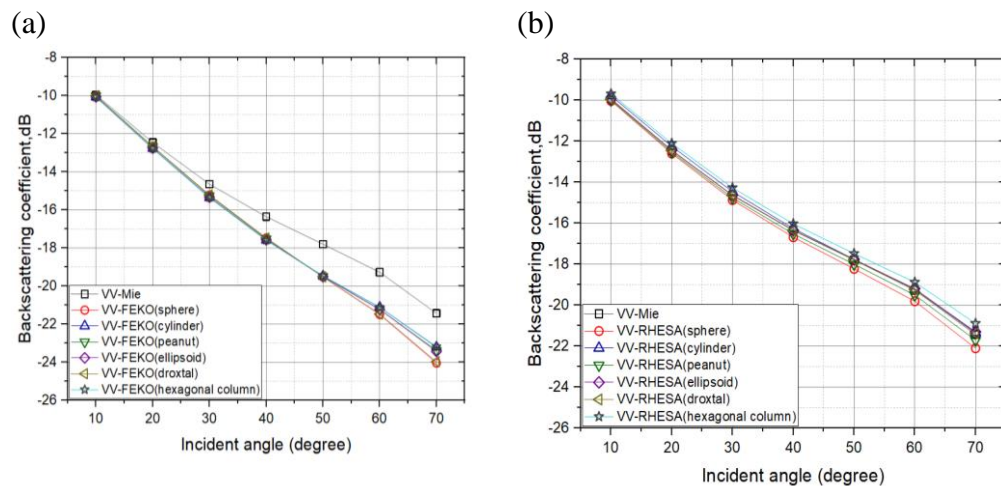 (a)
-8
-10
-12
-14
-16
-18
-20
-22
-24
-26
Backscattering coefficient,dB
VV-Mie
VV-FEKO(sphere)
VV-FEKO(cylinder)
VV-FEKO(peanut)
VV-FEKO(ellipsoid)
VV-FEKO(droxtal)
VV-FEKO(hexagonal column)
10 20 30 40 50 60 70
Incident angle (degree)
(b)
-8
-10
-12
-14
-16
-18
-20
-22
-24
-26
Backscattering coefficient,dB
VV-Mie
VV-RHESA(sphere)
VV-RHESA(cylinder)
VV-RHESA(peanut)
VV-RHESA(ellipsoid)
VV-RHESA(droxtal)
VV-RHESA(hexagonal column)
10 20 30 40 50 60 70
Incident angle (degree)